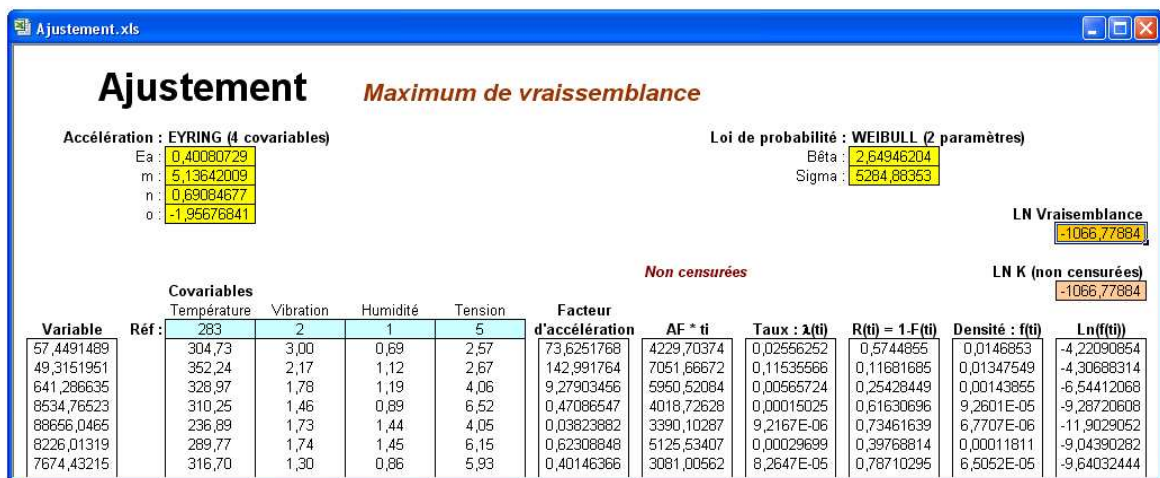 Ajustement.xls
Ajustement Maximum de vraissemblance
Accélération : EYRING (4 covariables) Loi de probabilité : WEIBULL (2 paramètres)
Ea : 0,40080729 Bêta : 2,64946204
m : 5,13642009 Sigma : 5284,88353
n : 0,69084677
o : -1,95676841
LN Vraisemblance
-1066,77884
Non censurées LN K (non censurées)
-1066,77884
Covariables
Température Vibration Humidité Tension Facteur
Variable Réf : 283 2 1 5 d'accélération AF * ti Taux : λ(ti) R(ti) = 1-F(ti) Densité : f(ti) Ln(f(ti))
57,4491489 304,73 3,00 0,69 2,57 73,6251768 4229,70374 0,02556252 0,5744855 0,0146853 -4,22090854
49,3151951 352,24 2,17 1,12 2,67 142,991764 7051,66672 0,11535566 0,11681685 0,01347549 -4,30688314
641,286635 328,97 1,78 1,19 4,06 9,27903456 5950,52084 0,00565724 0,25428449 0,00143855 -6,54412068
8534,76523 310,25 1,46 0,89 6,52 0,47086547 4018,72628 0,00015025 0,61630696 9,2601E-05 -9,28720608
88656,0465 236,89 1,73 1,44 4,05 0,03823882 3390,10287 9,2167E-06 0,73461639 6,7707E-06 -11,9029052
8226,01319 289,77 1,74 1,45 6,15 0,62308848 5125,53407 0,00029699 0,39768814 0,00011811 -9,04390282
7674,43215 316,70 1,30 0,86 5,93 0,40146366 3081,00562 8,2647E-05 0,78710295 6,5052E-05 -9,64032444